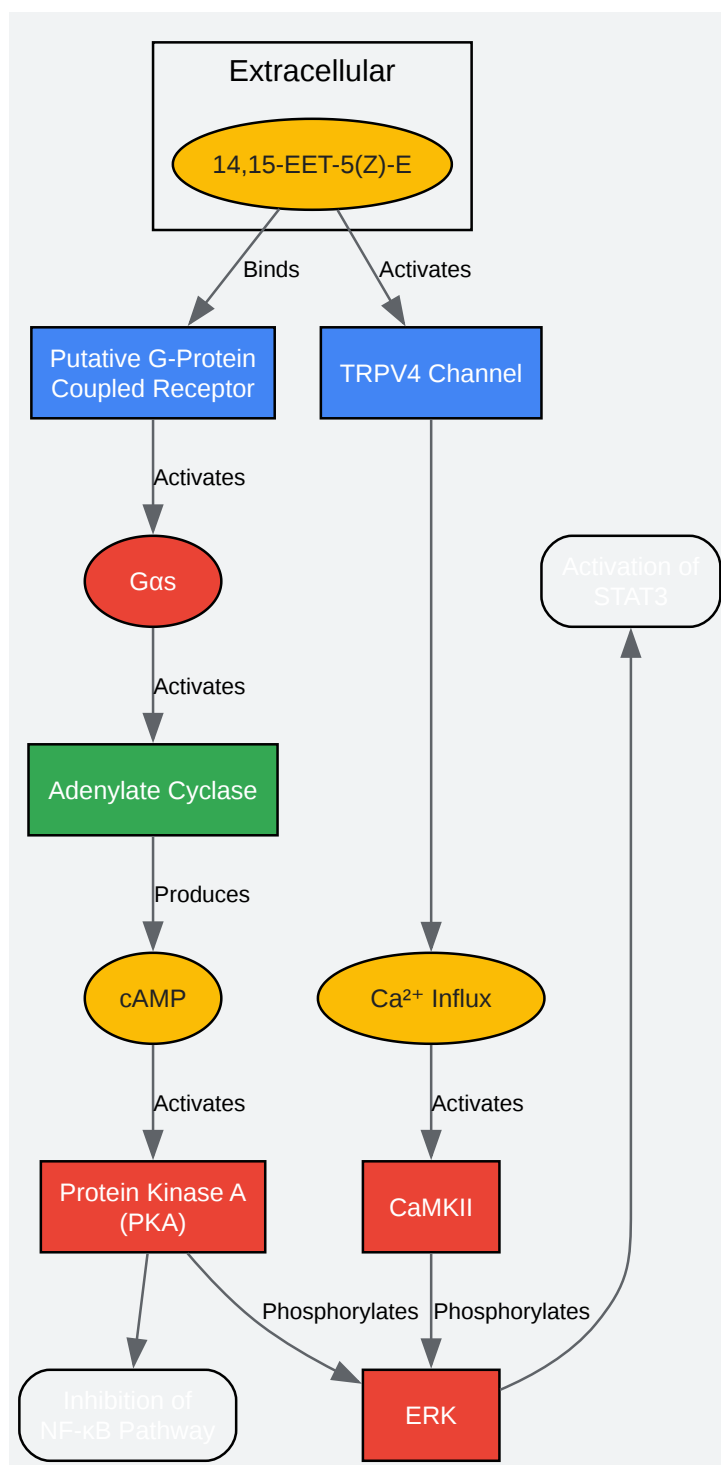 Extracellular
14,15-EET-5(Z)-E
Binds
Activates
Putative G-Protein
Coupled Receptor
TRPV4 Channel
Activates
Gαs
Activation of
STAT3
Activates
Adenylate Cyclase
Produces
cAMP
Ca²⁺ Influx
Activates
Activates
Protein Kinase A
(PKA)
CaMKII
Phosphorylates
Phosphorylates
Inhibition of
NF-κB Pathway
ERK